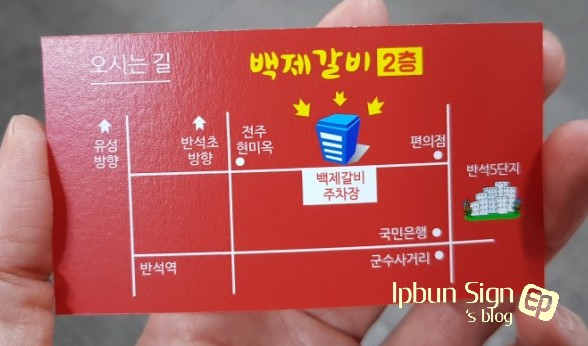 오시는 길
백제갈비 2층
유성
방향
반석초
방향
전주
현미옥
편의점
백제갈비
주차장
반석5단지
국민은행
반석역
군수사거리
Ipbun Sign
's blog
ep